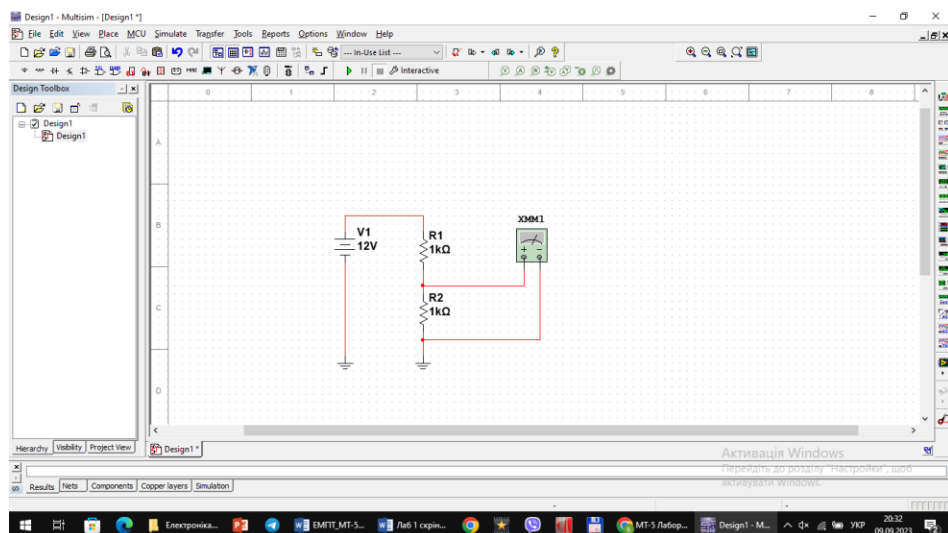 Design1 - Multisim - [Design1 *]
File Edit View Place MCU Simulate Transfer Tools Reports Options Window Help
--- In-Use List ---
Interactive
Design Toolbox
Design1
Design1
0 1 2 3 4 5 6 7 8
A
B
C
D
V1
12V
R1
1kΩ
R2
1kΩ
XMM1
+ −
Hierarchy Visibility Project View
Design1 *
Активація Windows
Перейдіть до розділу "Настройки", щоб
активувати Windows.
Results Nets Components Copper layers Simulation
Електроніка...
ЕМПТ_МТ-5...
Лаб 1 скрін...
МТ-5 Лабор...
Design1 - M...
УКР
20:32
09.09.2023